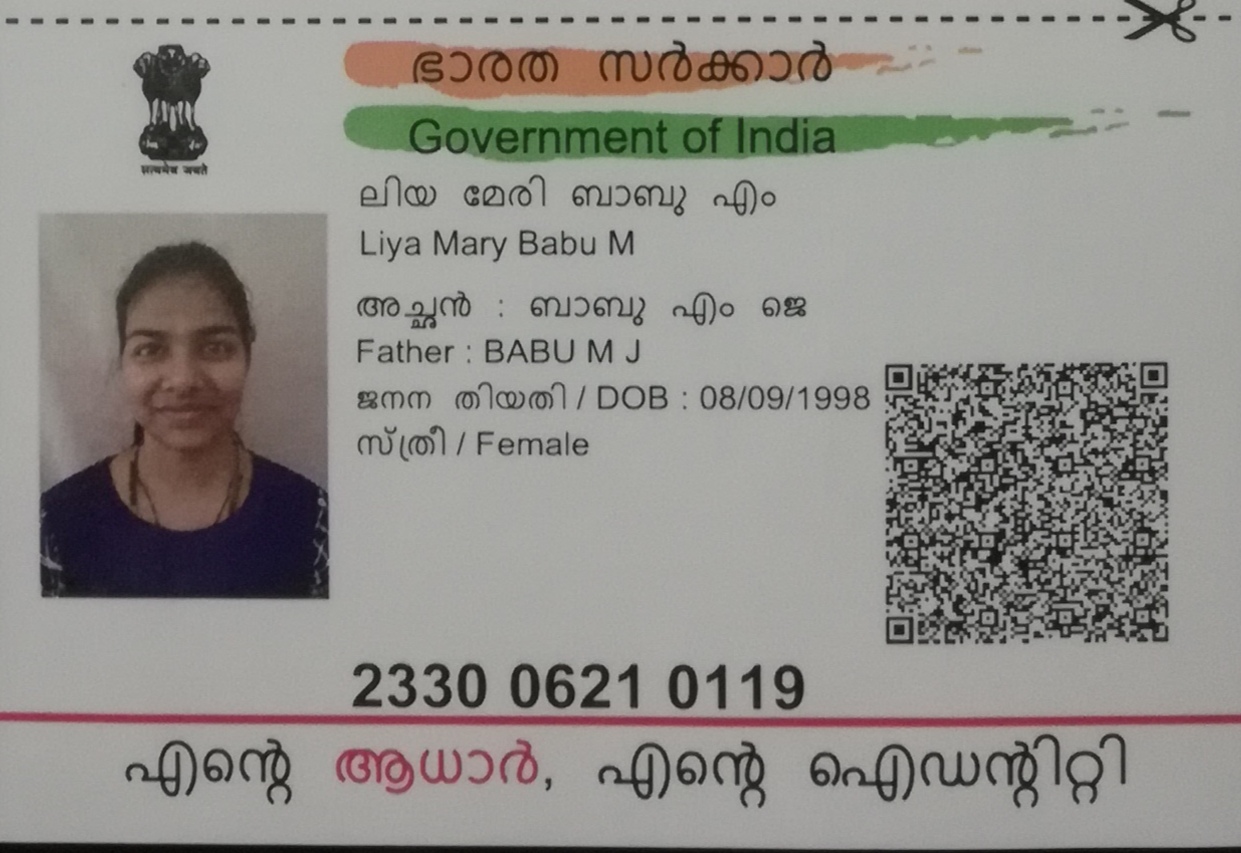 ഭാരത സർക്കാർ
Government of India
सत्यमेव जयते
ലിയ മേരി ബാബു എം
Liya Mary Babu M
അച്ഛൻ : ബാബു എം ജെ
Father : BABU M J
ജനന തിയതി / DOB : 08/09/1998
സ്ത്രീ / Female
2330 0621 0119
എന്റെ ആധാർ, എന്റെ ഐഡന്റിറ്റി